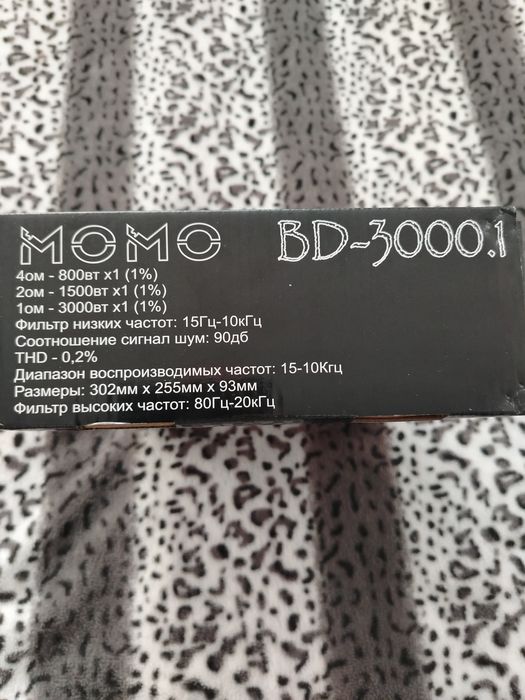 MOMO BD-3000.1
4ом - 800вт x1 (1%)
2ом - 1500вт x1 (1%)
1ом - 3000вт x1 (1%)
Фильтр низких частот: 15Гц-10кГц
Соотношение сигнал шум: 90дб
THD - 0,2%
Диапазон воспроизводимых частот: 15-10Кгц
Размеры: 302мм х 255мм х 93мм
Фильтр высоких частот: 80Гц-20кГц